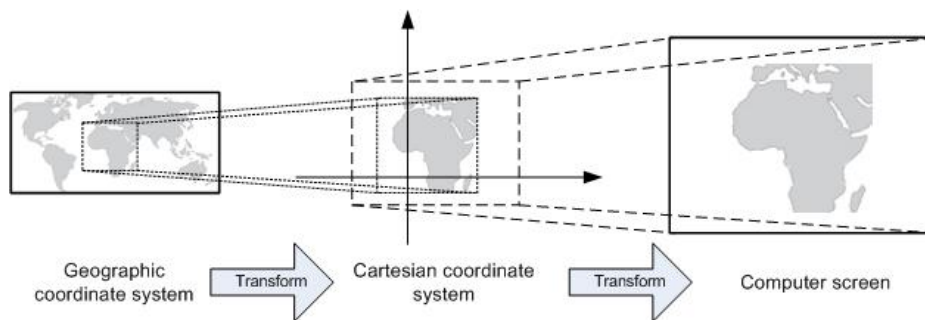 Geographic
coordinate system
Transform
Cartesian coordinate
system
Transform
Computer screen